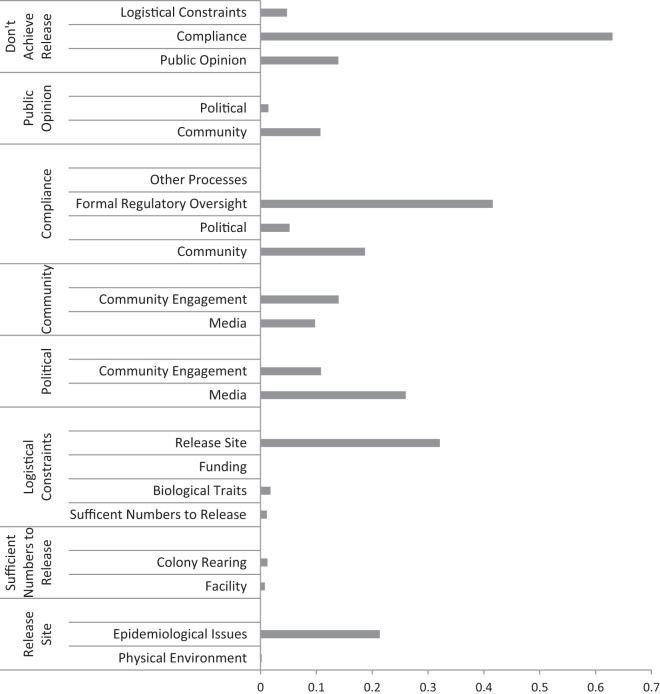 Don't
Achieve
Release
Logistical Constraints
Compliance
Public Opinion
Public
Opinion
Political
Community
Compliance
Other Processes
Formal Regulatory Oversight
Political
Community
Community
Community Engagement
Media
Political
Community Engagement
Media
Logistical
Constraints
Release Site
Funding
Biological Traits
Sufficent Numbers to Release
Sufficient
Numbers to
Release
Colony Rearing
Facility
Release
Site
Epidemiological Issues
Physical Environment
0 0.1 0.2 0.3 0.4 0.5 0.6 0.7